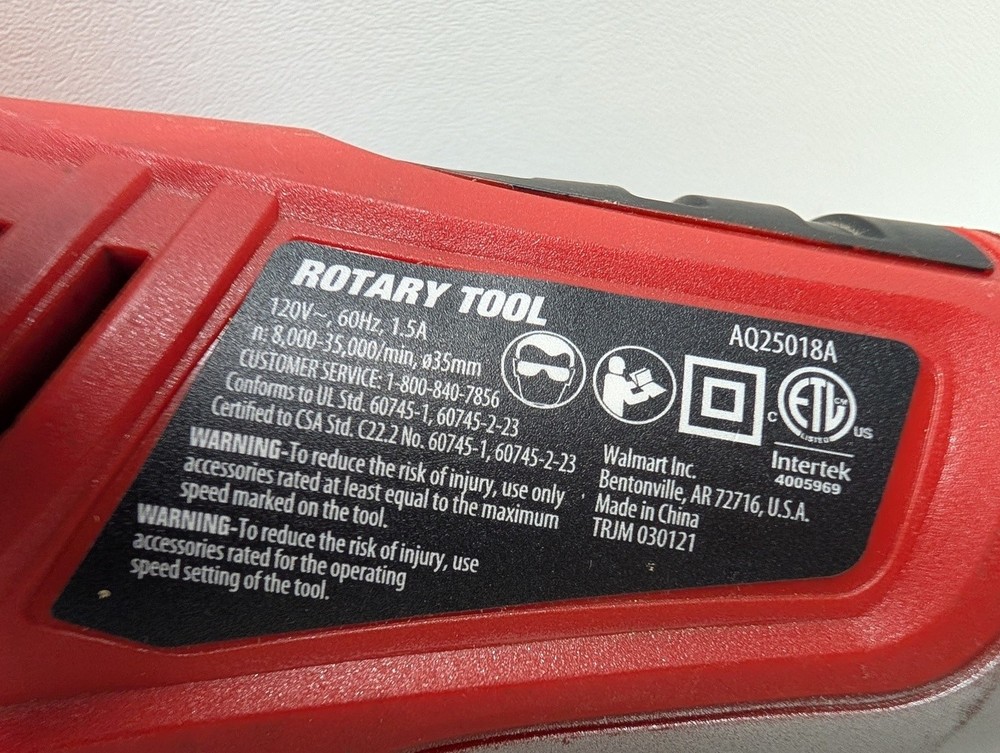 ROTARY TOOL
120V~, 60Hz, 1.5A
n: 8,000-35,000/min, ø35mm
CUSTOMER SERVICE: 1-800-840-7856
Conforms to UL Std. 60745-1, 60745-2-23
Certified to CSA Std. C22.2 No. 60745-1, 60745-2-23
WARNING-To reduce the risk of injury, use only
accessories rated at least equal to the maximum
speed marked on the tool.
WARNING-To reduce the risk of injury, use
accessories rated for the operating
speed setting of the tool.
AQ25018A
C ETL CM US
LISTED
Intertek
4005969
Walmart Inc.
Bentonville, AR 72716, U.S.A.
Made in China
TRJM 030121